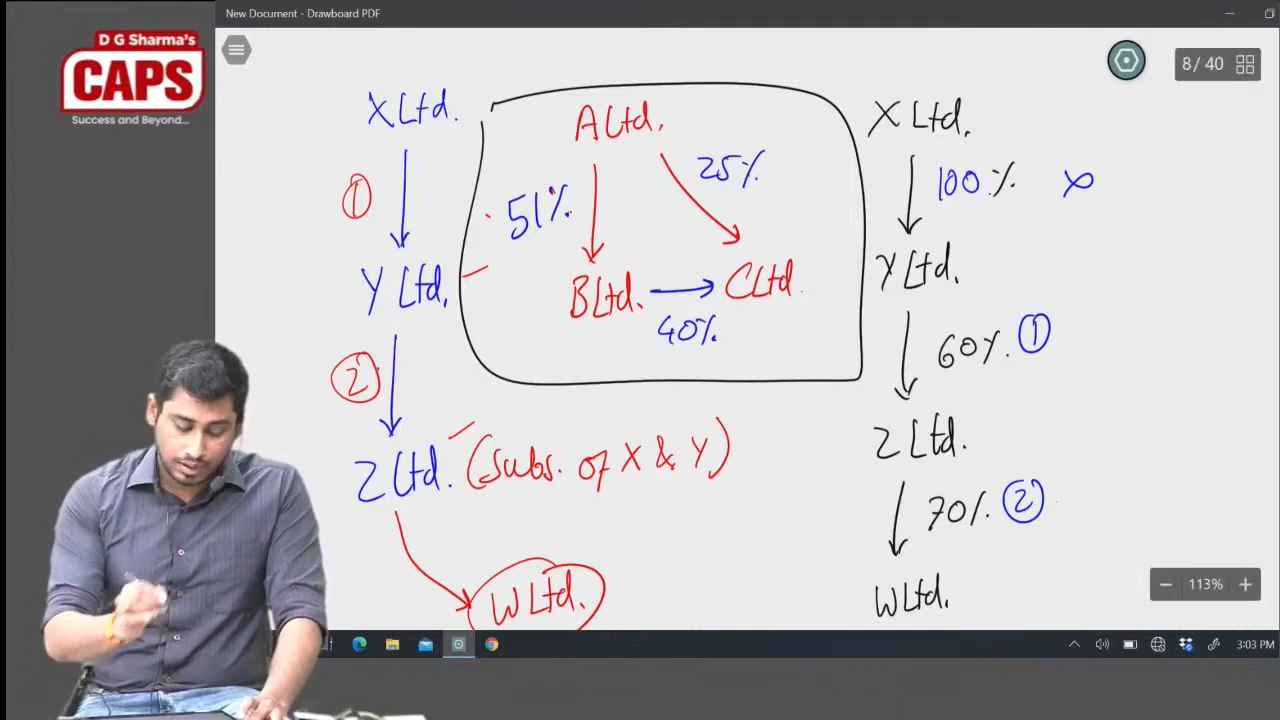 New Document - Drawboard PDF
D G Sharma's
CAPS
Success and Beyond...
8 / 40
X Ltd.
①
Y Ltd.
②
Z Ltd. (Subs. of X & Y)
W Ltd.
A Ltd.
51%
25%
B Ltd.
C Ltd.
40%
X Ltd.
100%
Y Ltd.
60% ①
Z Ltd.
70% ②
W Ltd.
113%
3:03 PM